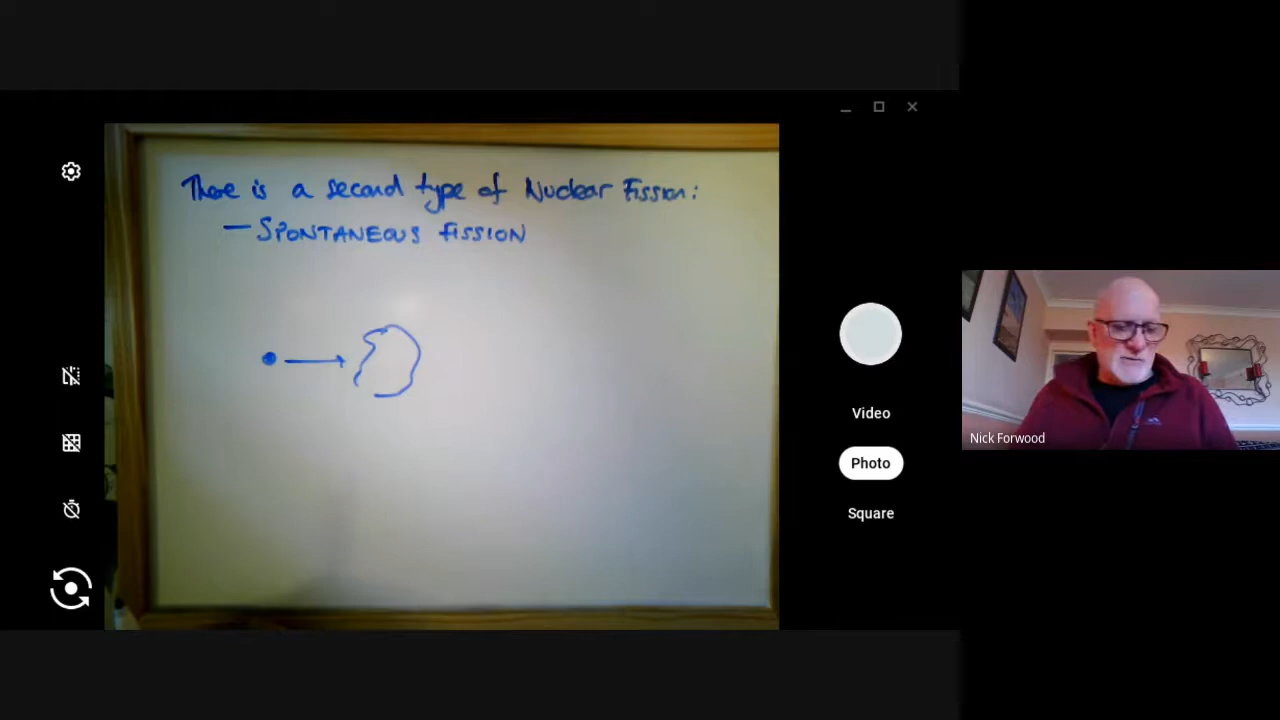 There is a second type of Nuclear Fission:
— SPONTANEOUS fISSION
Video
Photo
Square
Nick Forwood